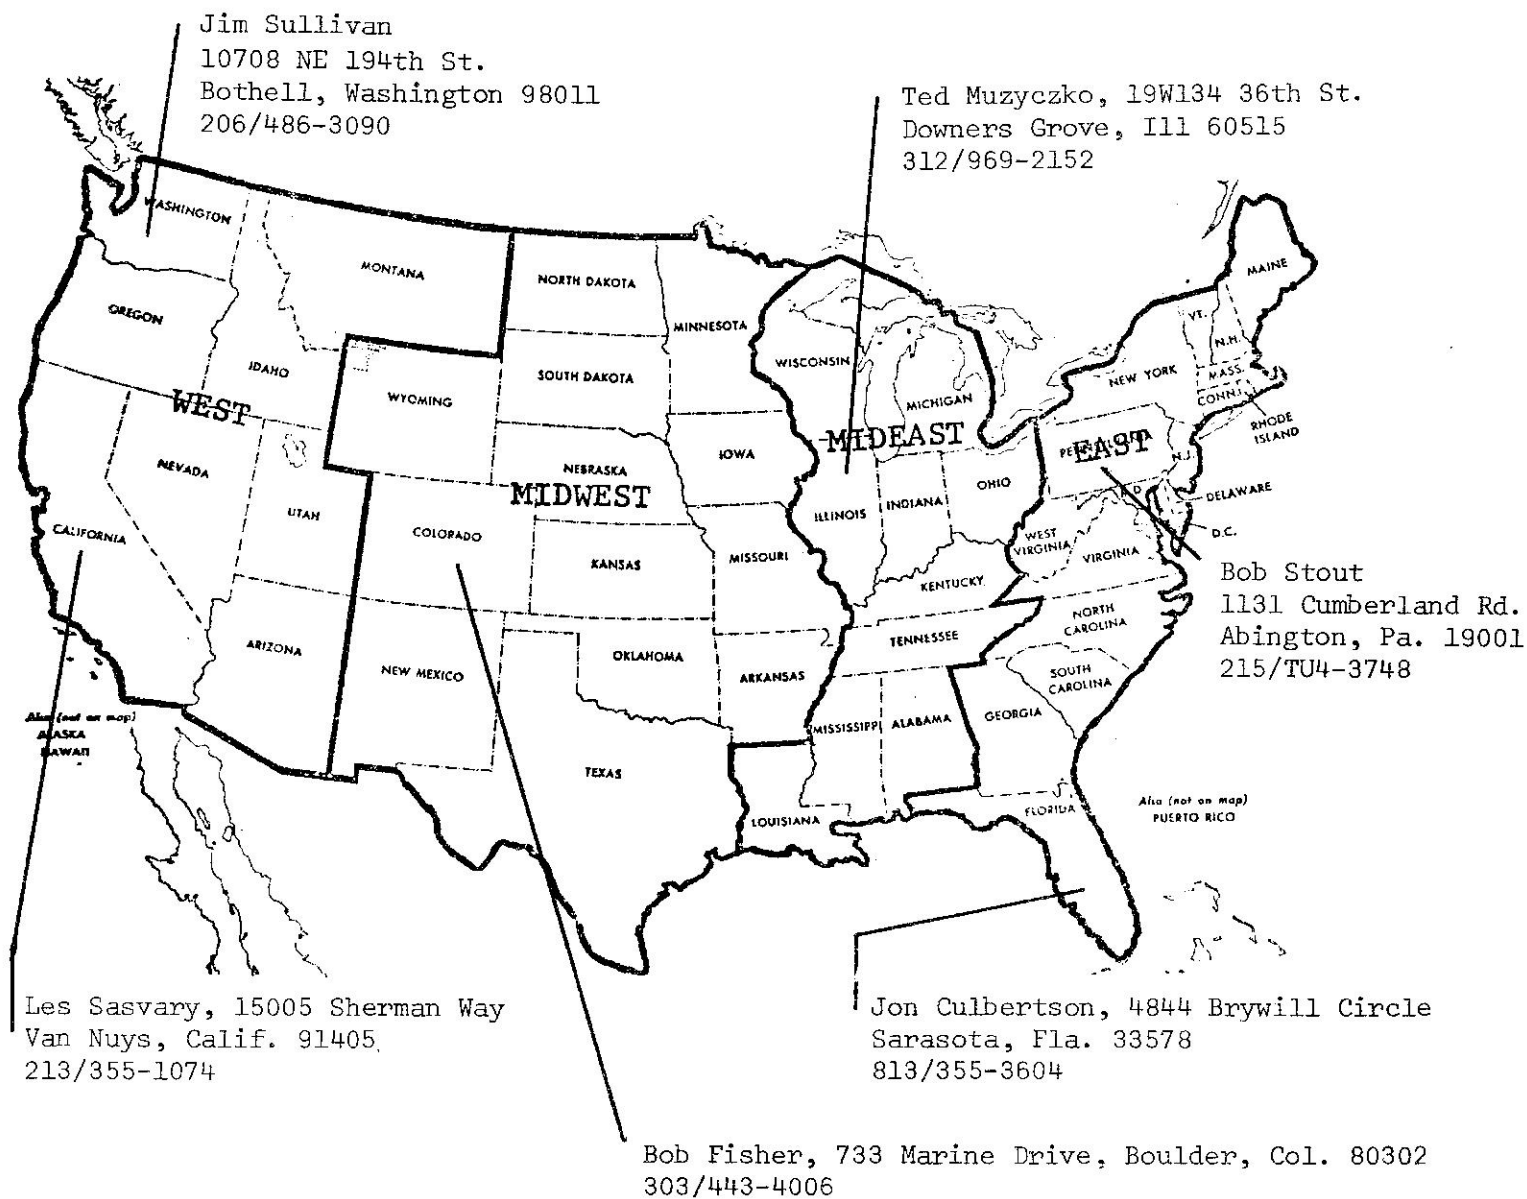 Jim Sullivan
10708 NE 194th St.
Bothell, Washington 98011
206/486-3090
Ted Muzyczko, 19W134 36th St.
Downers Grove, Ill 60515
312/969-2152
WASHINGTON
MONTANA
NORTH DAKOTA
MINNESOTA
MAINE
OREGON
IDAHO
WYOMING
SOUTH DAKOTA
WISCONSIN
MICHIGAN
VT.
N.H.
NEW YORK
MASS.
CONN.
RHODE
ISLAND
WEST
MIDEAST
EAST
NEVADA
NEBRASKA
IOWA
OHIO
N.J.
MIDWEST
UTAH
CALIFORNIA
COLORADO
KANSAS
MISSOURI
ILLINOIS
INDIANA
DELAWARE
D.C.
WEST
VIRGINIA
VIRGINIA
KENTUCKY
Bob Stout
1131 Cumberland Rd.
Abington, Pa. 19001
215/TU4-3748
ARIZONA
NEW MEXICO
OKLAHOMA
ARKANSAS
2
TENNESSEE
NORTH
CAROLINA
SOUTH
CAROLINA
MISSISSIPPI
ALABAMA
GEORGIA
Also (not on map)
ALASKA
HAWAII
TEXAS
LOUISIANA
FLORIDA
Also (not on map)
PUERTO RICO
Les Sasvary, 15005 Sherman Way
Van Nuys, Calif. 91405
213/355-1074
Jon Culbertson, 4844 Brywill Circle
Sarasota, Fla. 33578
813/355-3604
Bob Fisher, 733 Marine Drive, Boulder, Col. 80302
303/443-4006